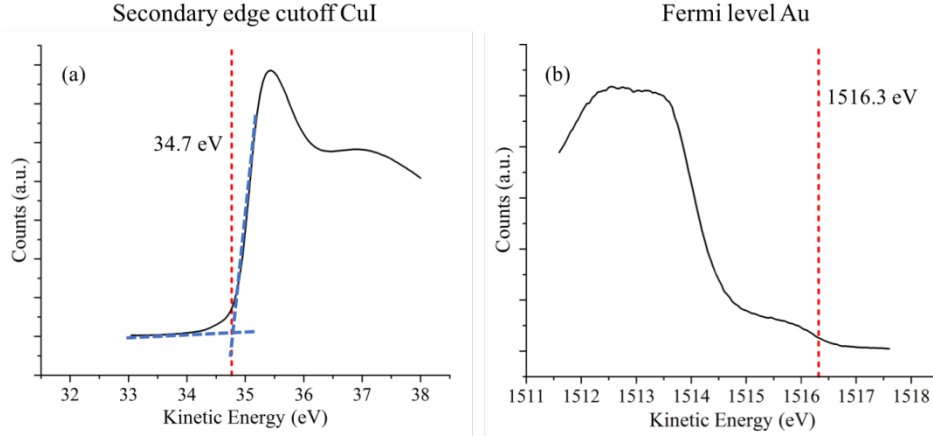 Secondary edge cutoff CuI
(a)
34.7 eV
Counts (a.u.)
32 33 34 35 36 37 38
Kinetic Energy (eV)
Fermi level Au
(b)
1516.3 eV
Counts (a.u.)
1511 1512 1513 1514 1515 1516 1517 1518
Kinetic Energy (eV)